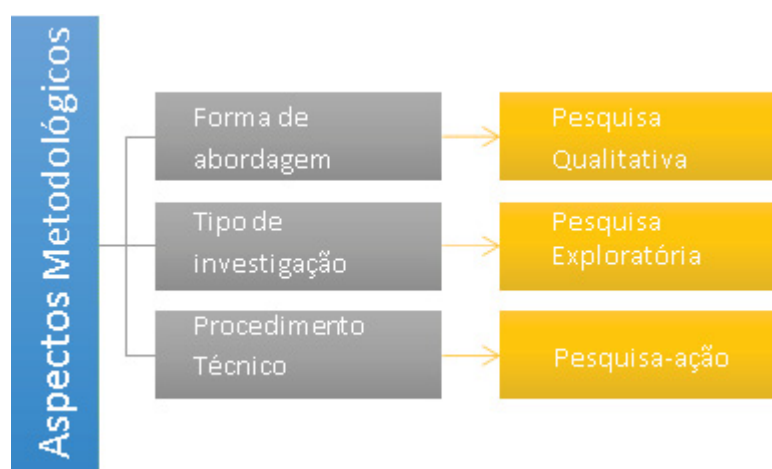 Aspectos Metodológicos
Forma de
abordagem
Pesquisa
Qualitativa
Tipo de
investigação
Pesquisa
Exploratória
Procedimento
Técnico
Pesquisa-ação